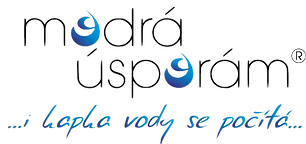 modrá
úsporám®
...i kapka vody se počítá...